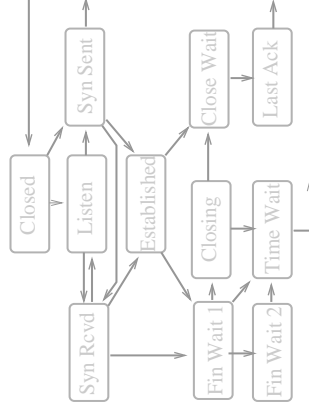 Syn Sent
Close Wait
Last Ack
Closed
Listen
Established
Closing
Time Wait
Syn Rcvd
Fin Wait 1
Fin Wait 2